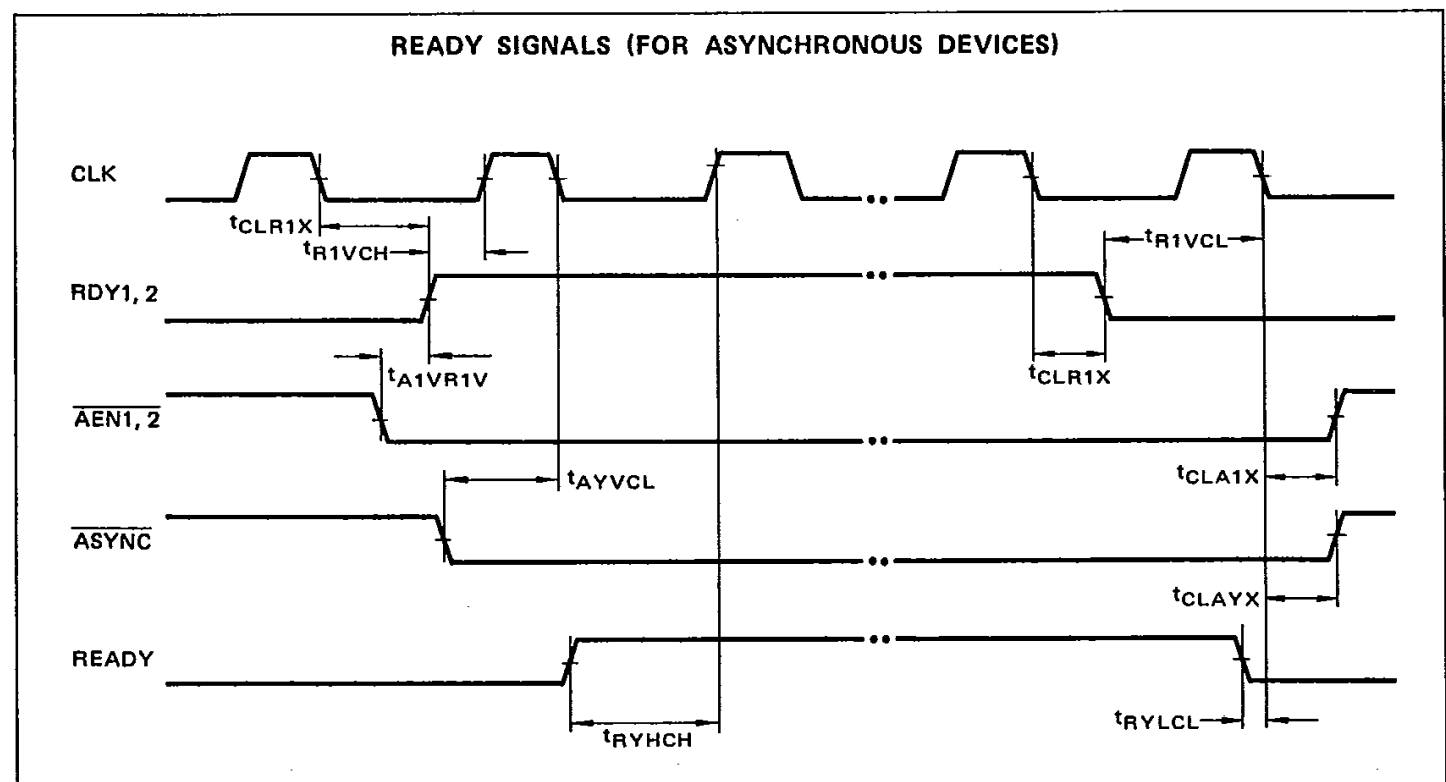 READY SIGNALS (FOR ASYNCHRONOUS DEVICES)
CLK
tCLR1X
tR1VCH
tR1VCL
RDY1, 2
tA1VR1V
tCLR1X
AEN1, 2
tAYVCL
tCLA1X
ASYNC
tCLAYX
READY
tRYHCH
tRYLCL